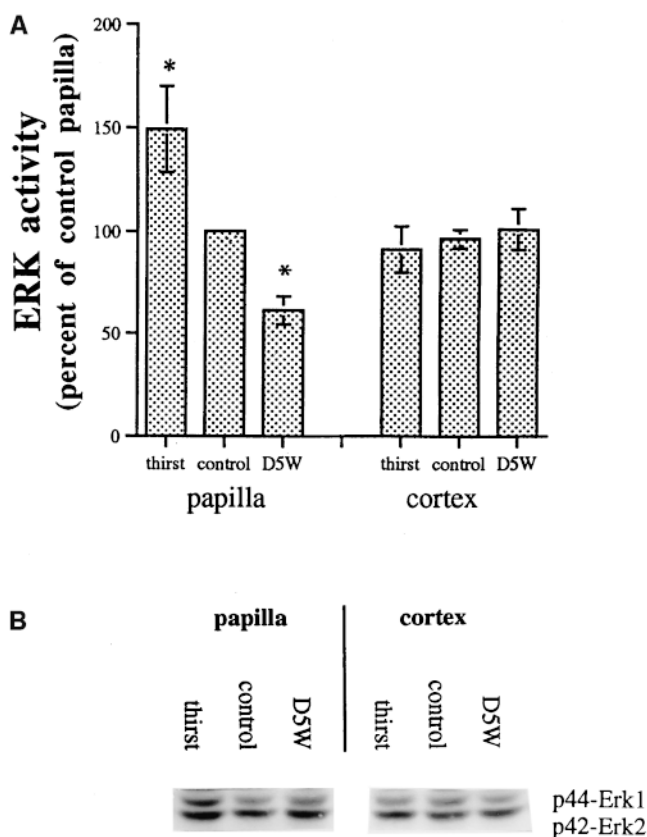 A
ERK activity
(percent of control papilla)
200
150
100
50
0
*
*
thirst control D5W
thirst control D5W
papilla
cortex
B
papilla
cortex
thirst
control
D5W
thirst
control
D5W
p44-Erk1
p42-Erk2